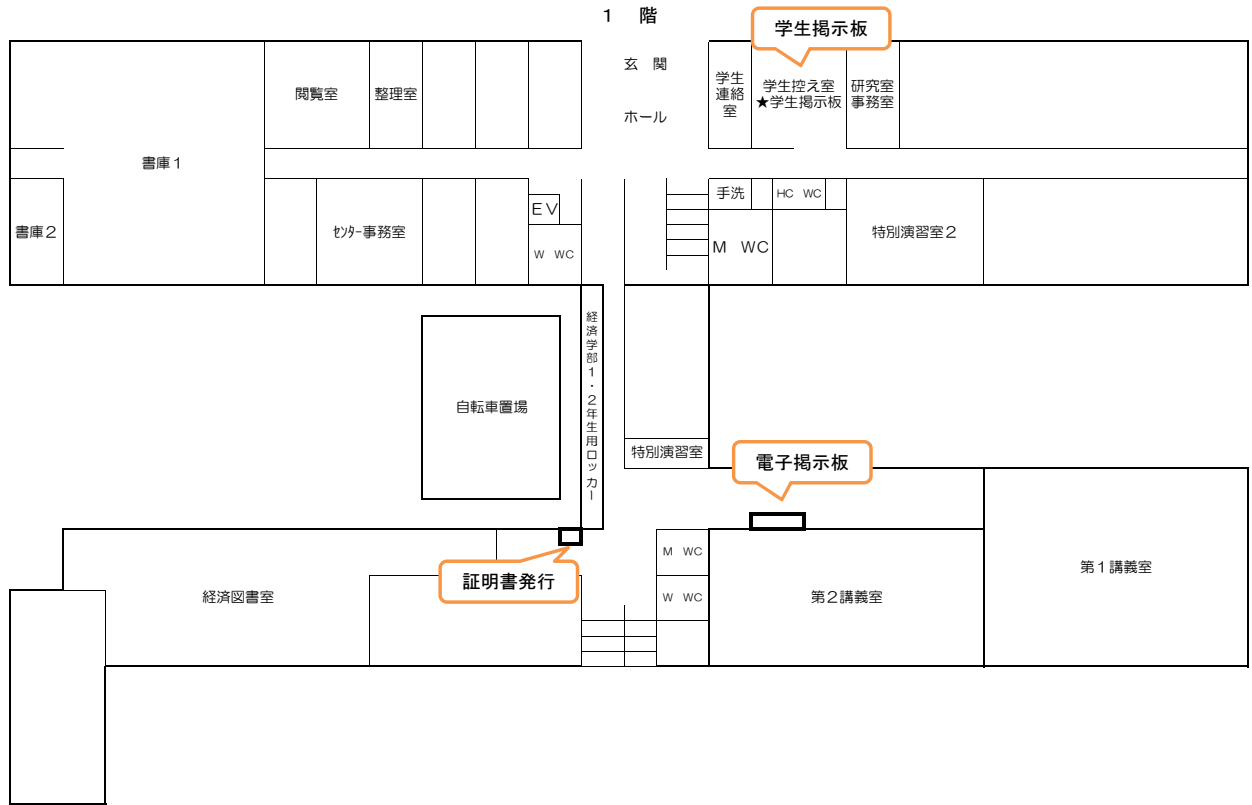 １　階
学生掲示板
玄　関
ホール
閲覧室
整理室
学生
連絡
室
学生控え室
★学生掲示板
研究室
事務室
書庫１
書庫２
ｾﾝﾀｰ事務室
ＥＶ
W　WC
手洗
HC　WC
M　WC
特別演習室２
経済学部１・２年生用ロッカー
自転車置場
特別演習室
電子掲示板
証明書発行
経済図書室
M　WC
W　WC
第２講義室
第１講義室